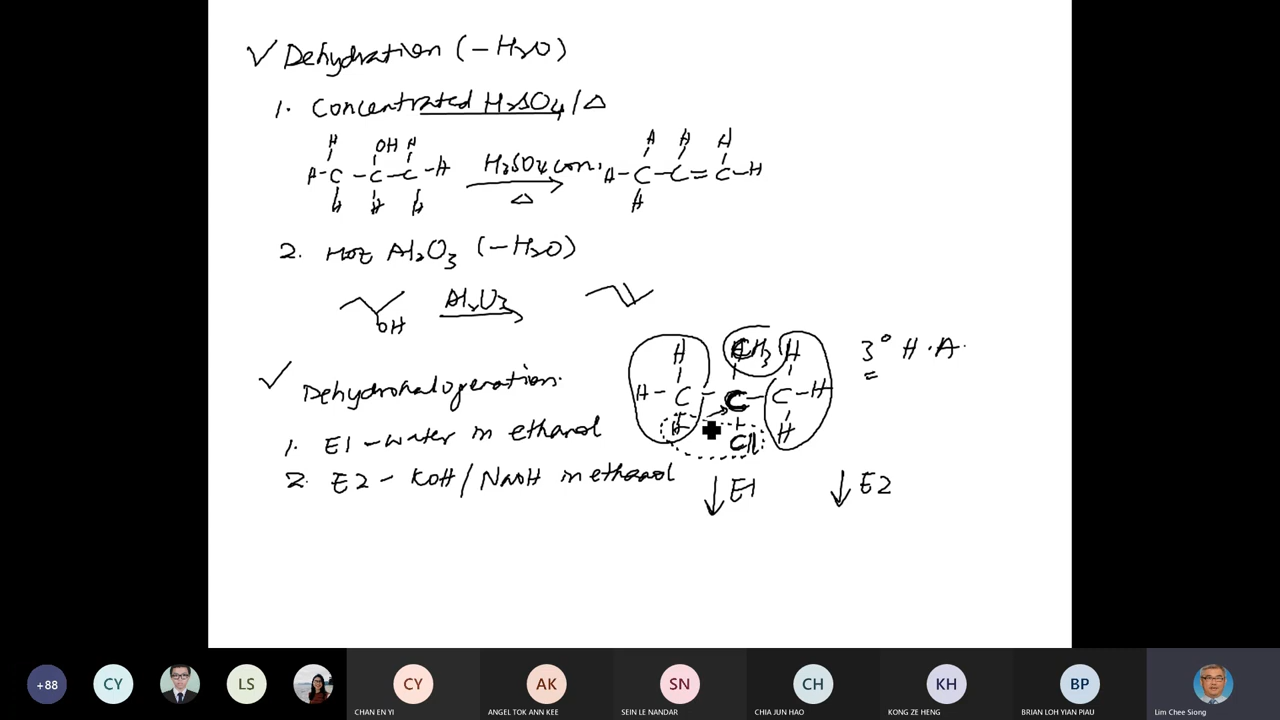 ✓ Dehydration (-H2O)
1. Concentrated H2SO4/△
H OH H
H-C-C-C-H H2SO4 con. H-C-C=C-H
H H H △ H H H H
2. Hot Al2O3 (-H2O)
OH Al2O3
✓ Dehydrohalogenation.
H CH3 H 3° H.A.
H-C-C-C-H
H Cl H
1. E1 - water in ethanol
2. E2 - KOH/NaOH in ethanol
↓ E1 ↓ E2
+88 CY LS CY AK SN CH KH BP
CHAN EN YI ANGEL TOK ANN KEE SEIN LE NANDAR CHIA JUN HAO KONG ZE HENG BRIAN LOH YIAN PIAU Lim Chee Siong